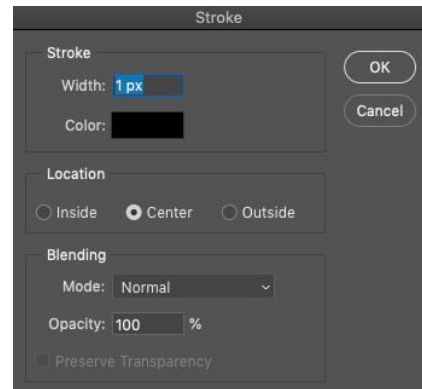 Stroke
Stroke
OK
Width: 1 px
Cancel
Color:
Location
Inside Center Outside
Blending
Mode: Normal
Opacity: 100 %
Preserve Transparency